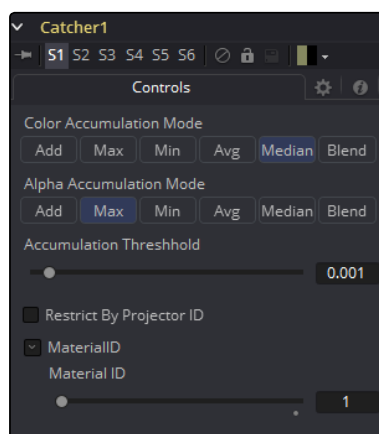 Catcher1
S1 S2 S3 S4 S5 S6
Controls
Color Accumulation Mode
Add Max Min Avg Median Blend
Alpha Accumulation Mode
Add Max Min Avg Median Blend
Accumulation Threshhold
0.001
Restrict By Projector ID
MaterialID
Material ID
1